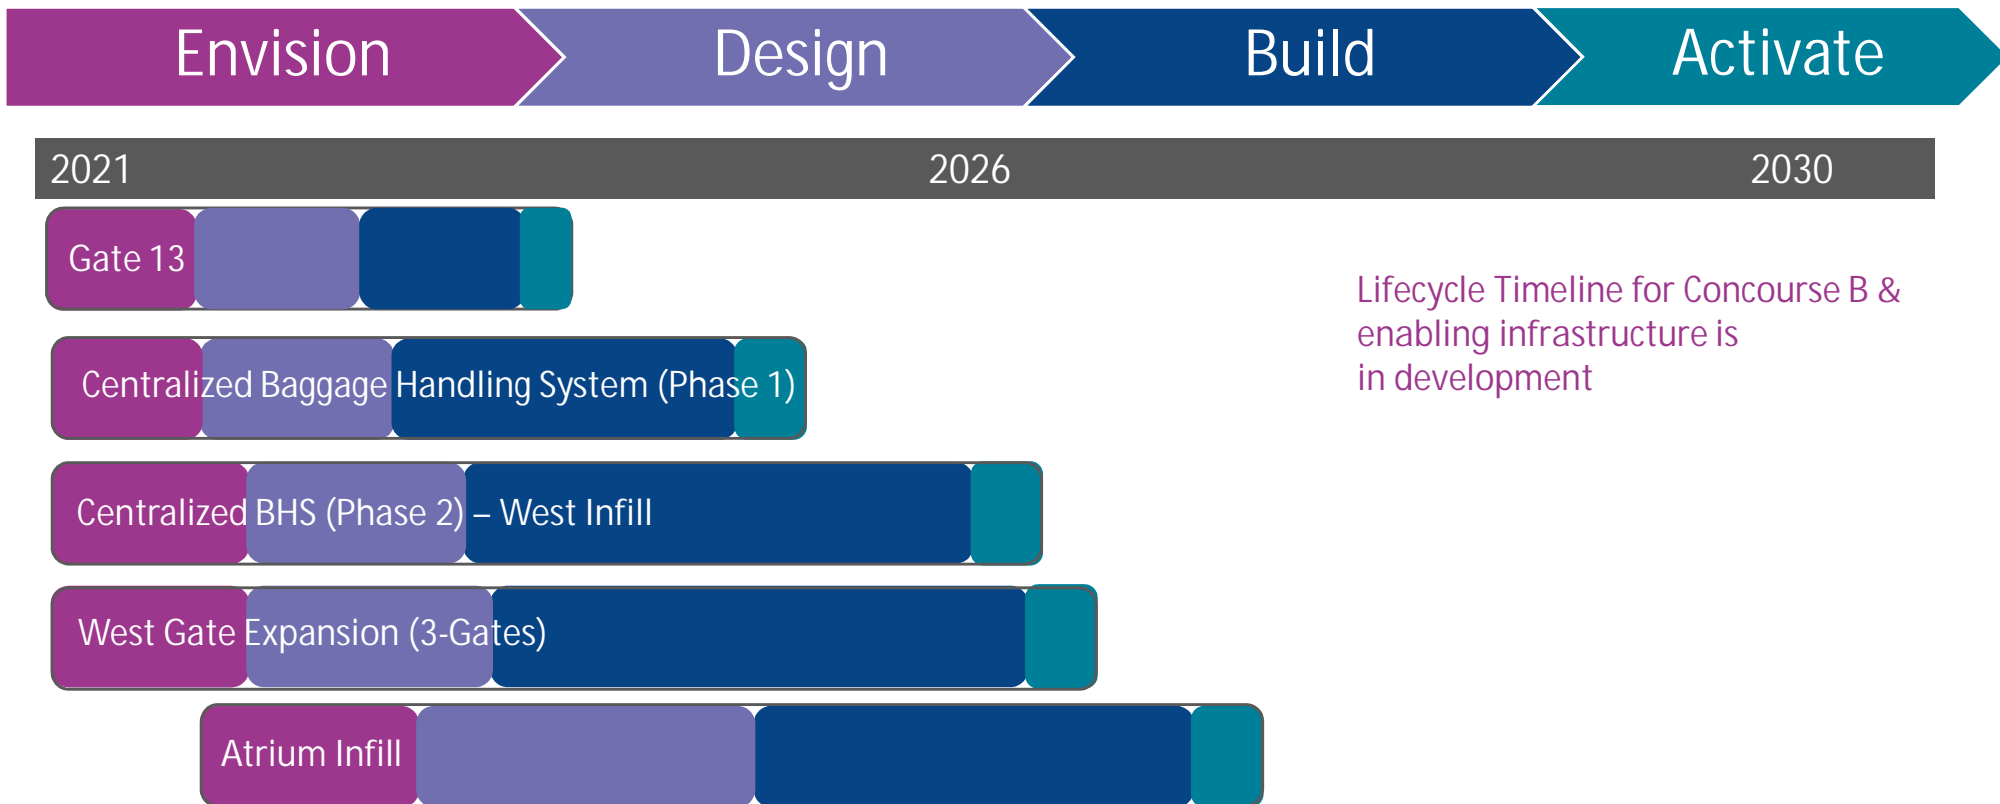 Envision Design Build Activate
2021 2026 2030
Gate 13
Lifecycle Timeline for Concourse B &
enabling infrastructure is
in development
Centralized Baggage Handling System (Phase 1)
Centralized BHS (Phase 2) – West Infill
West Gate Expansion (3-Gates)
Atrium Infill